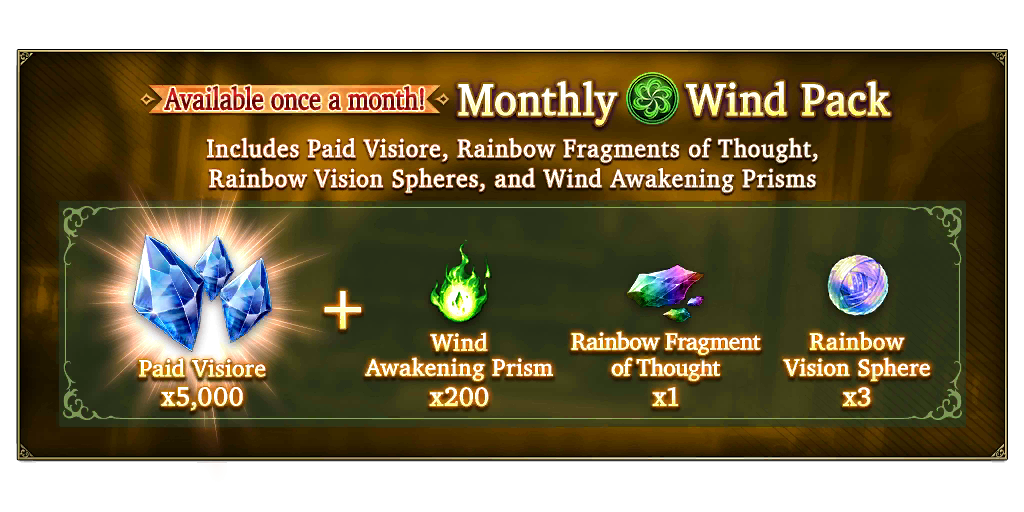 Available once a month! Monthly Wind Pack
Includes Paid Visiore, Rainbow Fragments of Thought,
Rainbow Vision Spheres, and Wind Awakening Prisms
+
Paid Visiore
x5,000
Wind
Awakening Prism
x200
Rainbow Fragment
of Thought
x1
Rainbow
Vision Sphere
x3